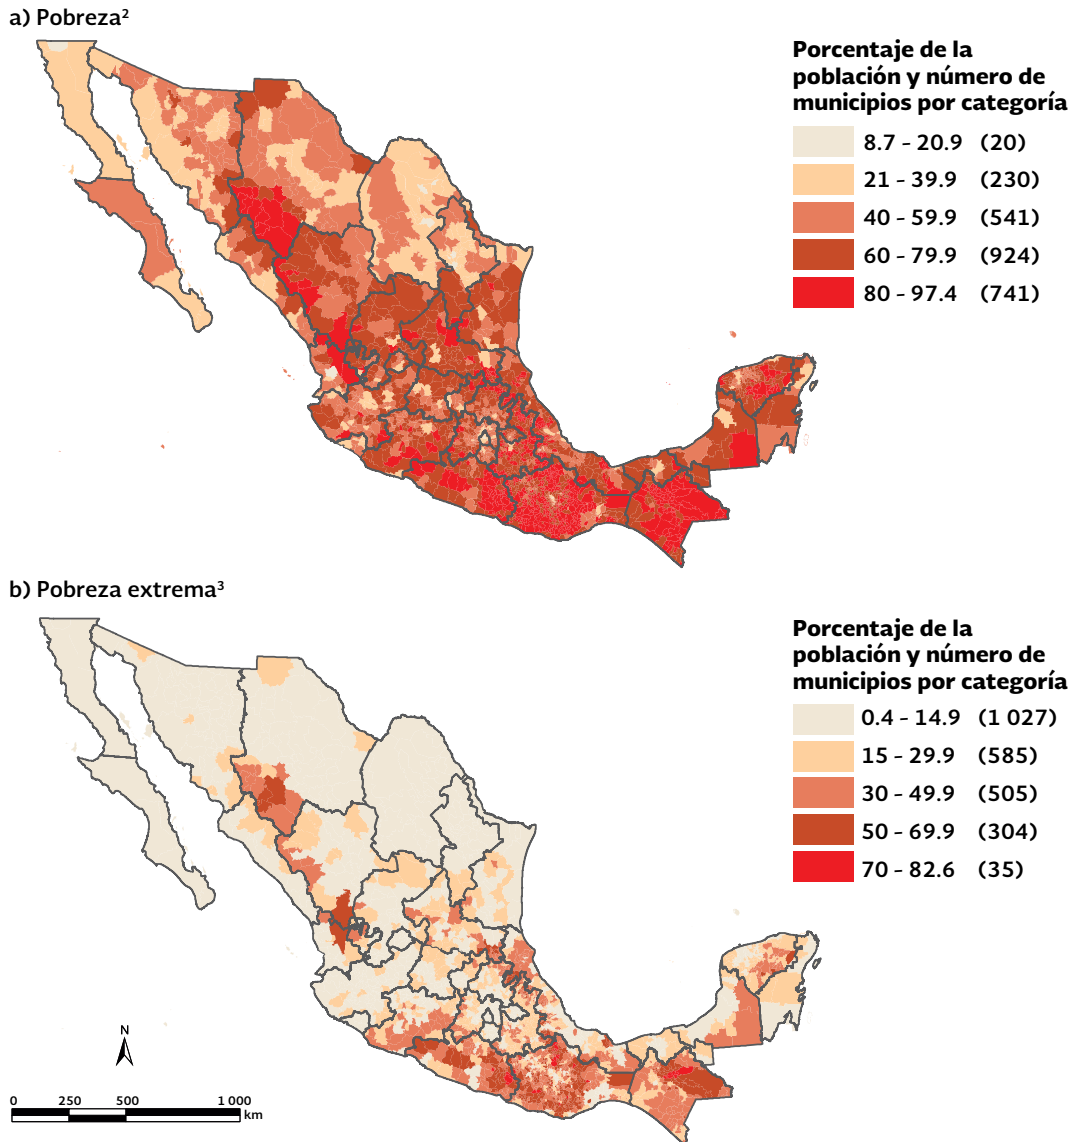 a) Pobreza²
Porcentaje de la
población y número de
municipios por categoría
8.7 - 20.9 (20)
21 - 39.9 (230)
40 - 59.9 (541)
60 - 79.9 (924)
80 - 97.4 (741)
b) Pobreza extrema³
Porcentaje de la
población y número de
municipios por categoría
0.4 - 14.9 (1 027)
15 - 29.9 (585)
30 - 49.9 (505)
50 - 69.9 (304)
70 - 82.6 (35)
N
0 250 500 1 000
km